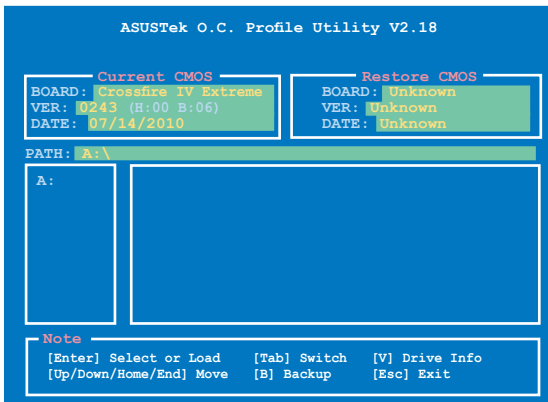 ASUSTek O.C. Profile Utility V2.18
Current CMOS
BOARD: Crossfire IV Extreme
VER: 0243 (H:00 B:06)
DATE: 07/14/2010
Restore CMOS
BOARD: Unknown
VER: Unknown
DATE: Unknown
PATH: A:\
A:
Note
[Enter] Select or Load [Tab] Switch [V] Drive Info
[Up/Down/Home/End] Move [B] Backup [Esc] Exit